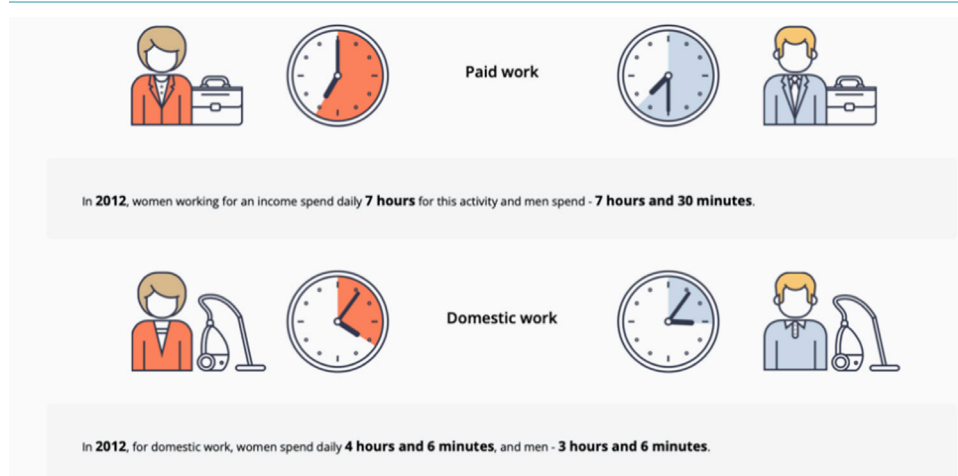 Paid work
In 2012, women working for an income spend daily 7 hours for this activity and men spend - 7 hours and 30 minutes.
Domestic work
In 2012, for domestic work, women spend daily 4 hours and 6 minutes, and men - 3 hours and 6 minutes.